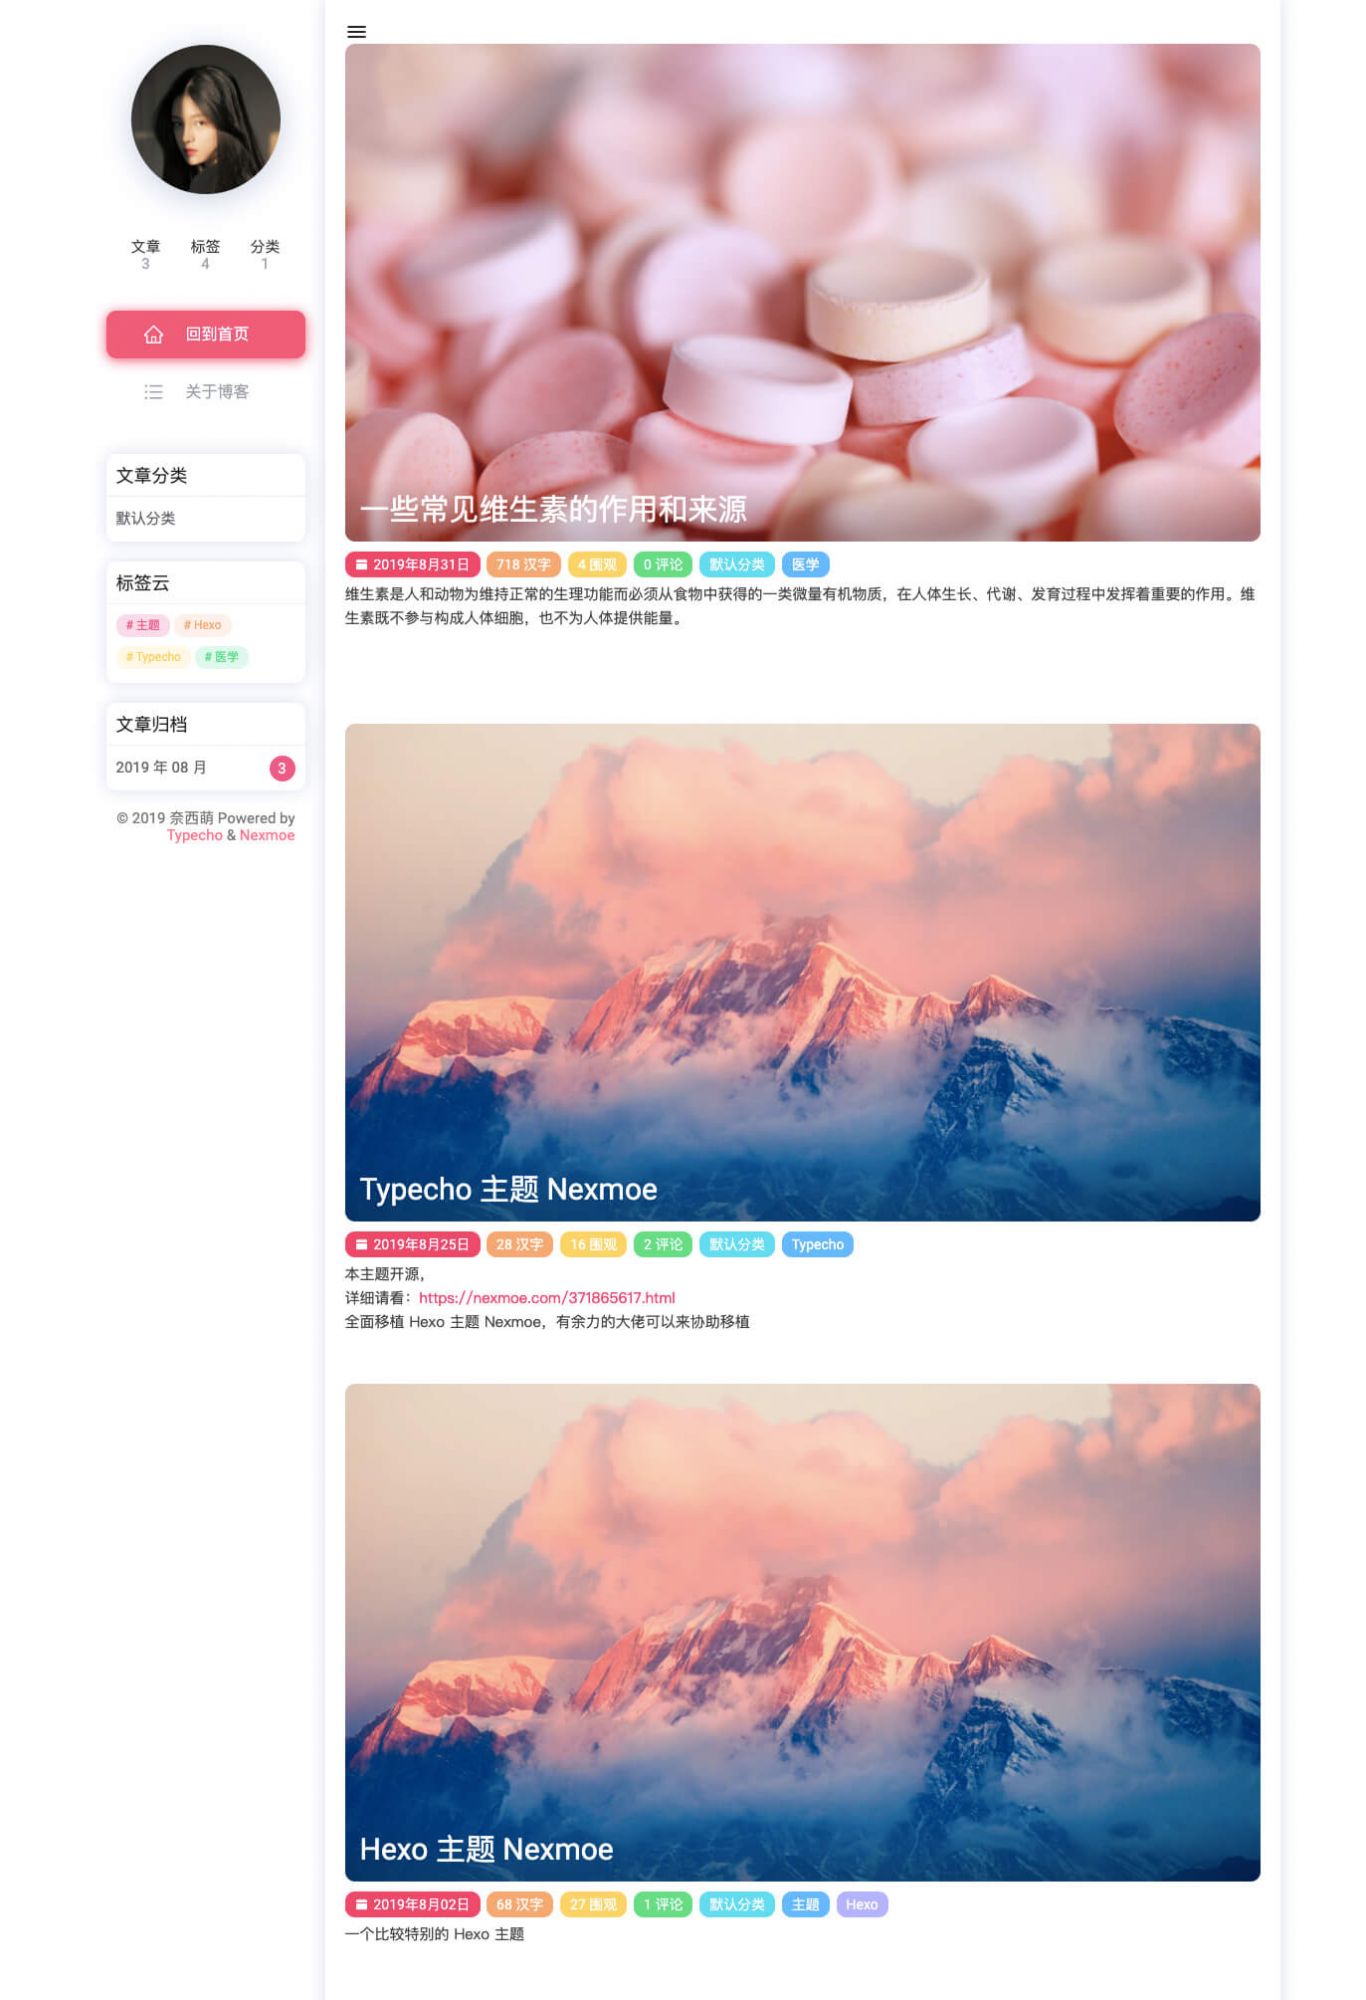 文章 标签 分类
3 4 1
回到首页
关于博客
文章分类
默认分类
标签云
# 主题 # Hexo
# Typecho # 医学
文章归档
2019 年 08 月 3
© 2019 奈西萌 Powered by
Typecho & Nexmoe
一些常见维生素的作用和来源
2019年8月31日 718 汉字 4 围观 0 评论 默认分类 医学
维生素是人和动物为维持正常的生理功能而必须从食物中获得的一类微量有机物质，在人体生长、代谢、发育过程中发挥着重要的作用。维
生素既不参与构成人体细胞，也不为人体提供能量。
Typecho 主题 Nexmoe
2019年8月25日 28 汉字 16 围观 2 评论 默认分类 Typecho
本主题开源，
详细请看：https://nexmoe.com/371865617.html
全面移植 Hexo 主题 Nexmoe，有余力的大佬可以来协助移植
Hexo 主题 Nexmoe
2019年8月02日 68 汉字 27 围观 1 评论 默认分类 主题 Hexo
一个比较特别的 Hexo 主题